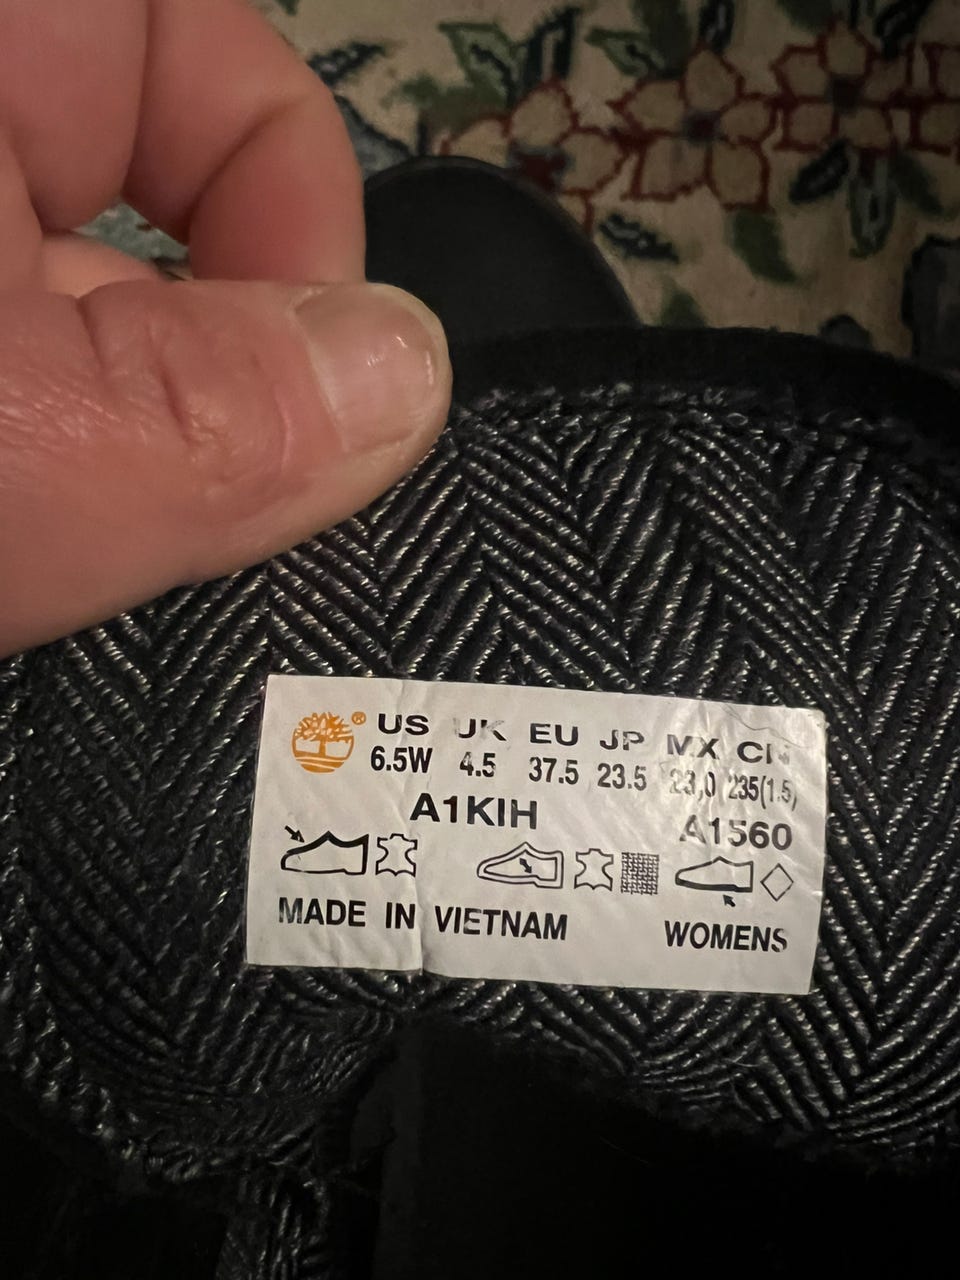 ® US UK EU JP MX CN
6.5W 4.5 37.5 23.5 23,0 235(1.5)
A1KIH A1560
MADE IN VIETNAM WOMENS